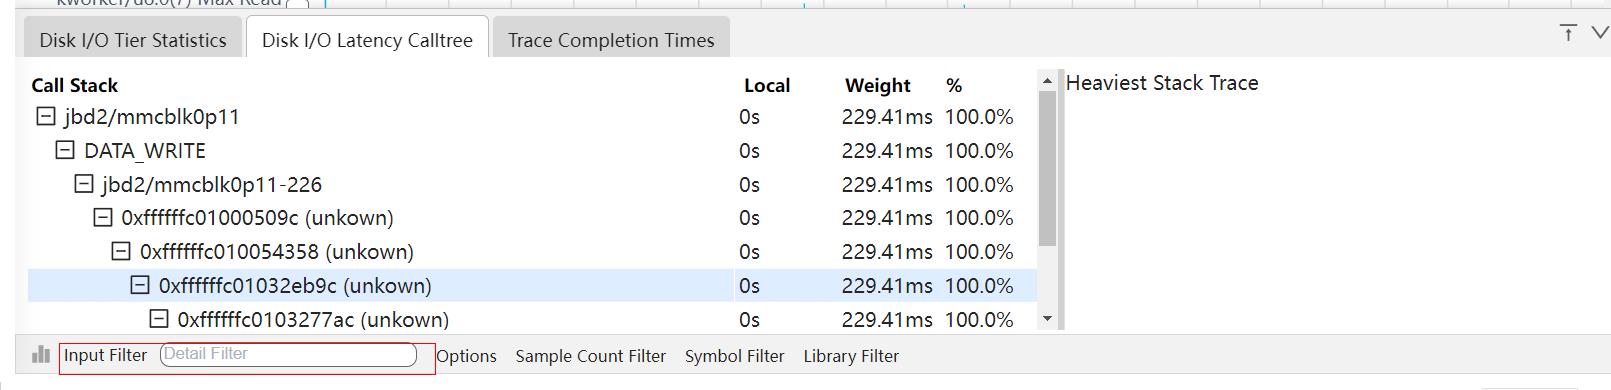 Disk I/O Tier Statistics Disk I/O Latency Calltree Trace Completion Times
Call Stack Local Weight % Heaviest Stack Trace
jbd2/mmcblk0p11 0s 229.41ms 100.0%
DATA_WRITE 0s 229.41ms 100.0%
jbd2/mmcblk0p11-226 0s 229.41ms 100.0%
0xffffffc01000509c (unkown) 0s 229.41ms 100.0%
0xffffffc010054358 (unkown) 0s 229.41ms 100.0%
0xffffffc01032eb9c (unkown) 0s 229.41ms 100.0%
0xffffffc0103277ac (unkown) 0s 229.41ms 100.0%
Input Filter Detail Filter Options Sample Count Filter Symbol Filter Library Filter